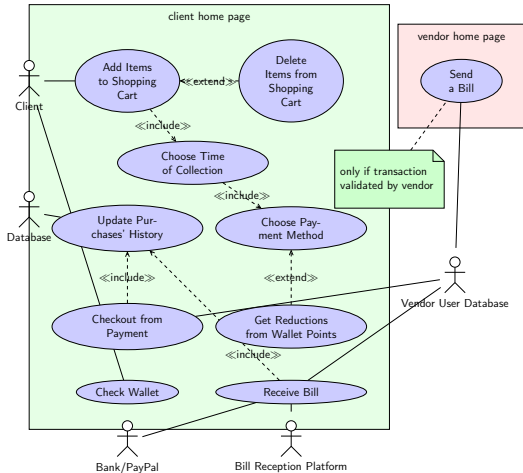 client home page
vendor home page
Add Items
to Shopping
Cart
≪extend≫
Delete
Items from
Shopping
Cart
Send
a Bill
Client
≪include≫
Choose Time
of Collection
only if transaction
validated by vendor
≪include≫
Database
Update Pur-
chases' History
Choose Pay-
ment Method
≪include≫
≪extend≫
Vendor User Database
Checkout from
Payment
Get Reductions
from Wallet Points
≪include≫
Check Wallet
Receive Bill
Bank/PayPal
Bill Reception Platform